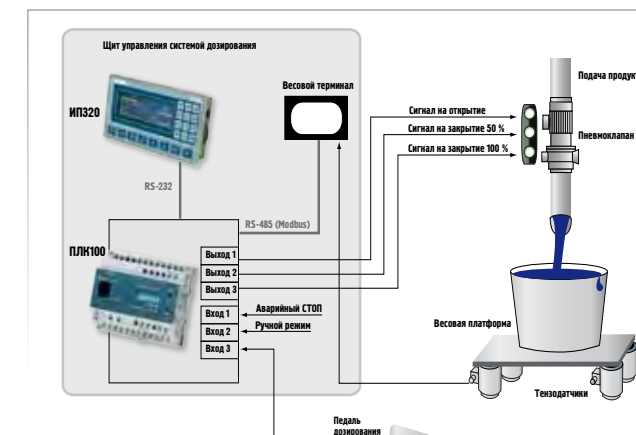 Щит управления системой дозирования
ИП320
Весовой терминал
Сигнал на открытие
Сигнал на закрытие 50 %
Сигнал на закрытие 100 %
Подача продук
Пневмоклапан
RS-232
RS-485 (Modbus)
ПЛК100
Выход 1
Выход 2
Выход 3
Вход 1
Аварийный СТОП
Вход 2
Ручной режим
Вход 3
Весовая платформа
Тензодатчики
Педаль
дозирования